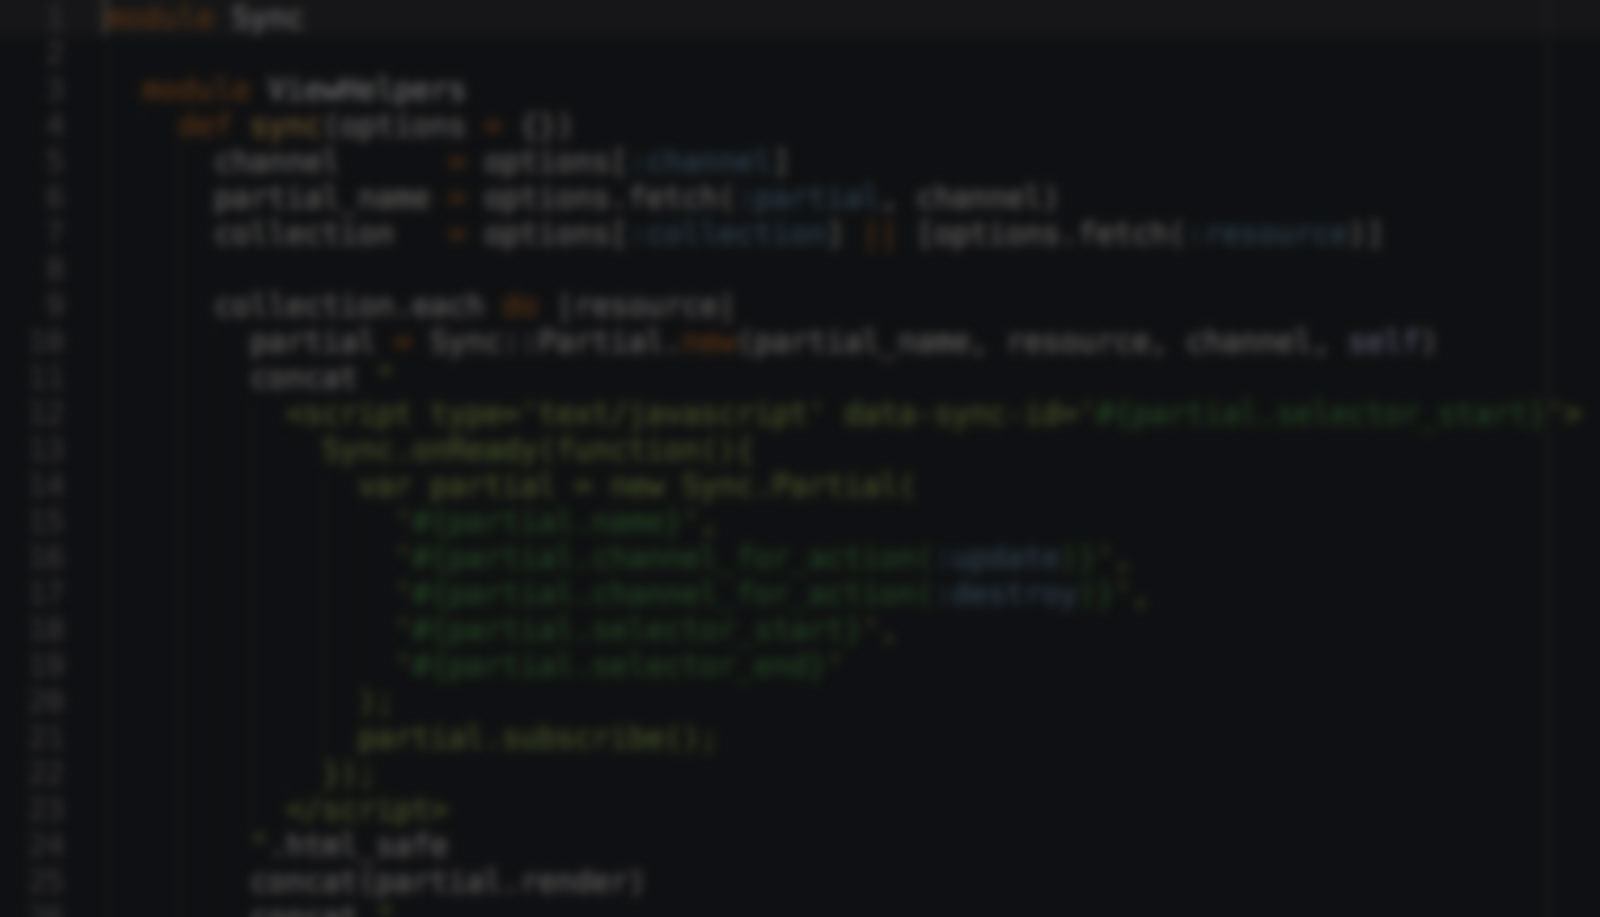 1 module Sync
2
3 module ViewHelpers
4 def sync(options = {})
5 channel = options[:channel]
6 partial_name = options.fetch(:partial, channel)
7 collection = options[:collection] || [options.fetch(:resource)]
8
9 collection.each do |resource|
10 partial = Sync::Partial.new(partial_name, resource, channel, self)
11 concat "
12 <script type='text/javascript' data-sync-id='#{partial.selector_start}'>
13 Sync.onReady(function(){
14 var partial = new Sync.Partial(
15 '#{partial.name}',
16 '#{partial.channel_for_action(:update)}',
17 '#{partial.channel_for_action(:destroy)}',
18 '#{partial.selector_start}',
19 '#{partial.selector_end}'
20 );
21 partial.subscribe();
22 });
23 </script>
24 ".html_safe
25 concat(partial.render)
26 concat "